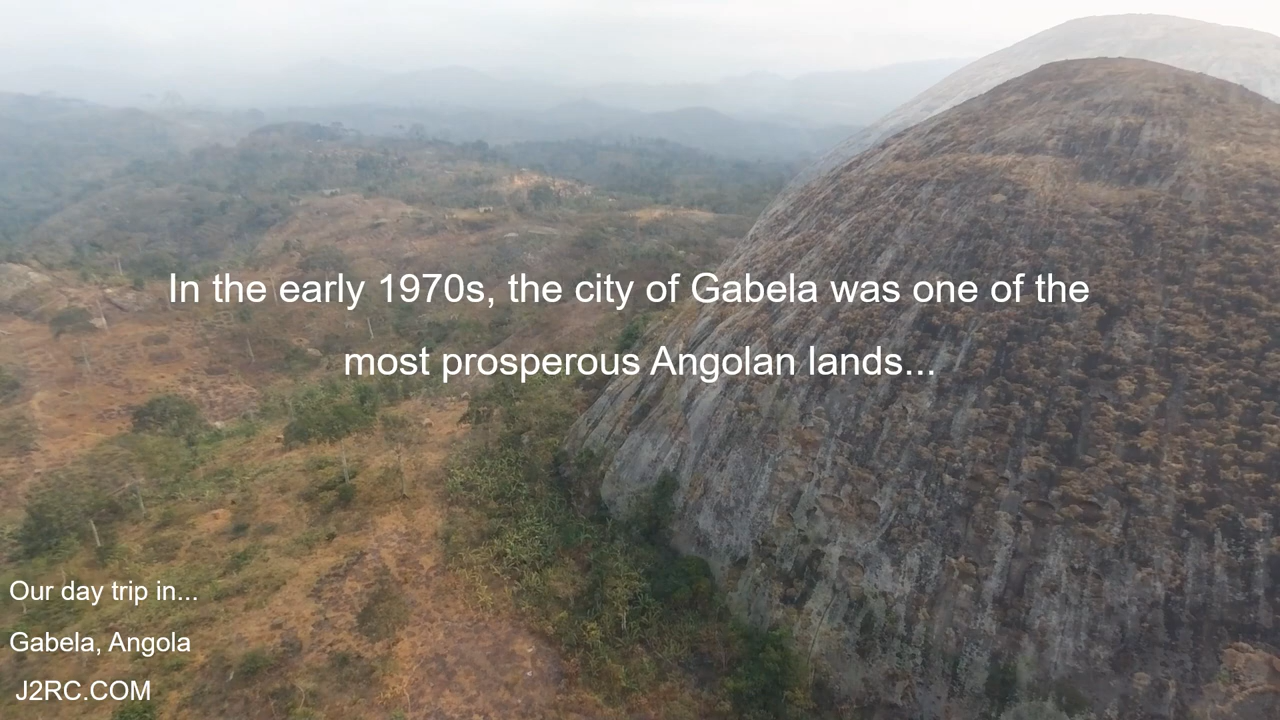 In the early 1970s, the city of Gabela was one of the
most prosperous Angolan lands...
Our day trip in...
Gabela, Angola
J2RC.COM